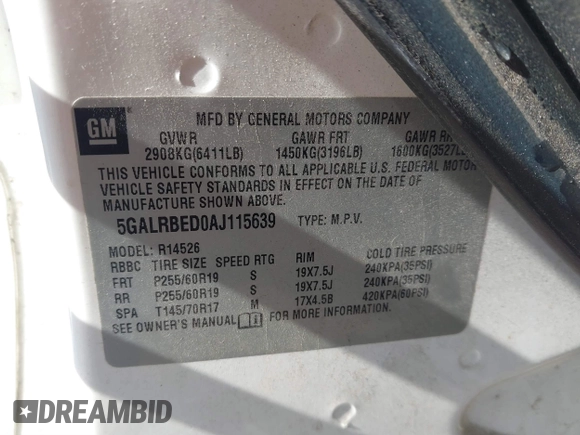 GM
MFD BY GENERAL MOTORS COMPANY
GVWR GAWR FRT GAWR RR
2908KG(6411LB) 1450KG(3196LB) 1600KG(3527LB)
THIS VEHICLE CONFORMS TO ALL APPLICABLE U.S. FEDERAL MOTOR
VEHICLE SAFETY STANDARDS IN EFFECT ON THE DATE OF
MANUFACTURE SHOWN ABOVE.
5GALRBED0AJ115639 TYPE: M.P.V.
MODEL: R14526
RBBC TIRE SIZE SPEED RTG RIM COLD TIRE PRESSURE
FRT P255/60R19 S 19X7.5J 240KPA(35PSI)
RR P255/60R19 S 19X7.5J 240KPA(35PSI)
SPA T145/70R17 M 17X4.5B 420KPA(60PSI)
SEE OWNER'S MANUAL FOR MORE INFORMATION.
DREAMBID